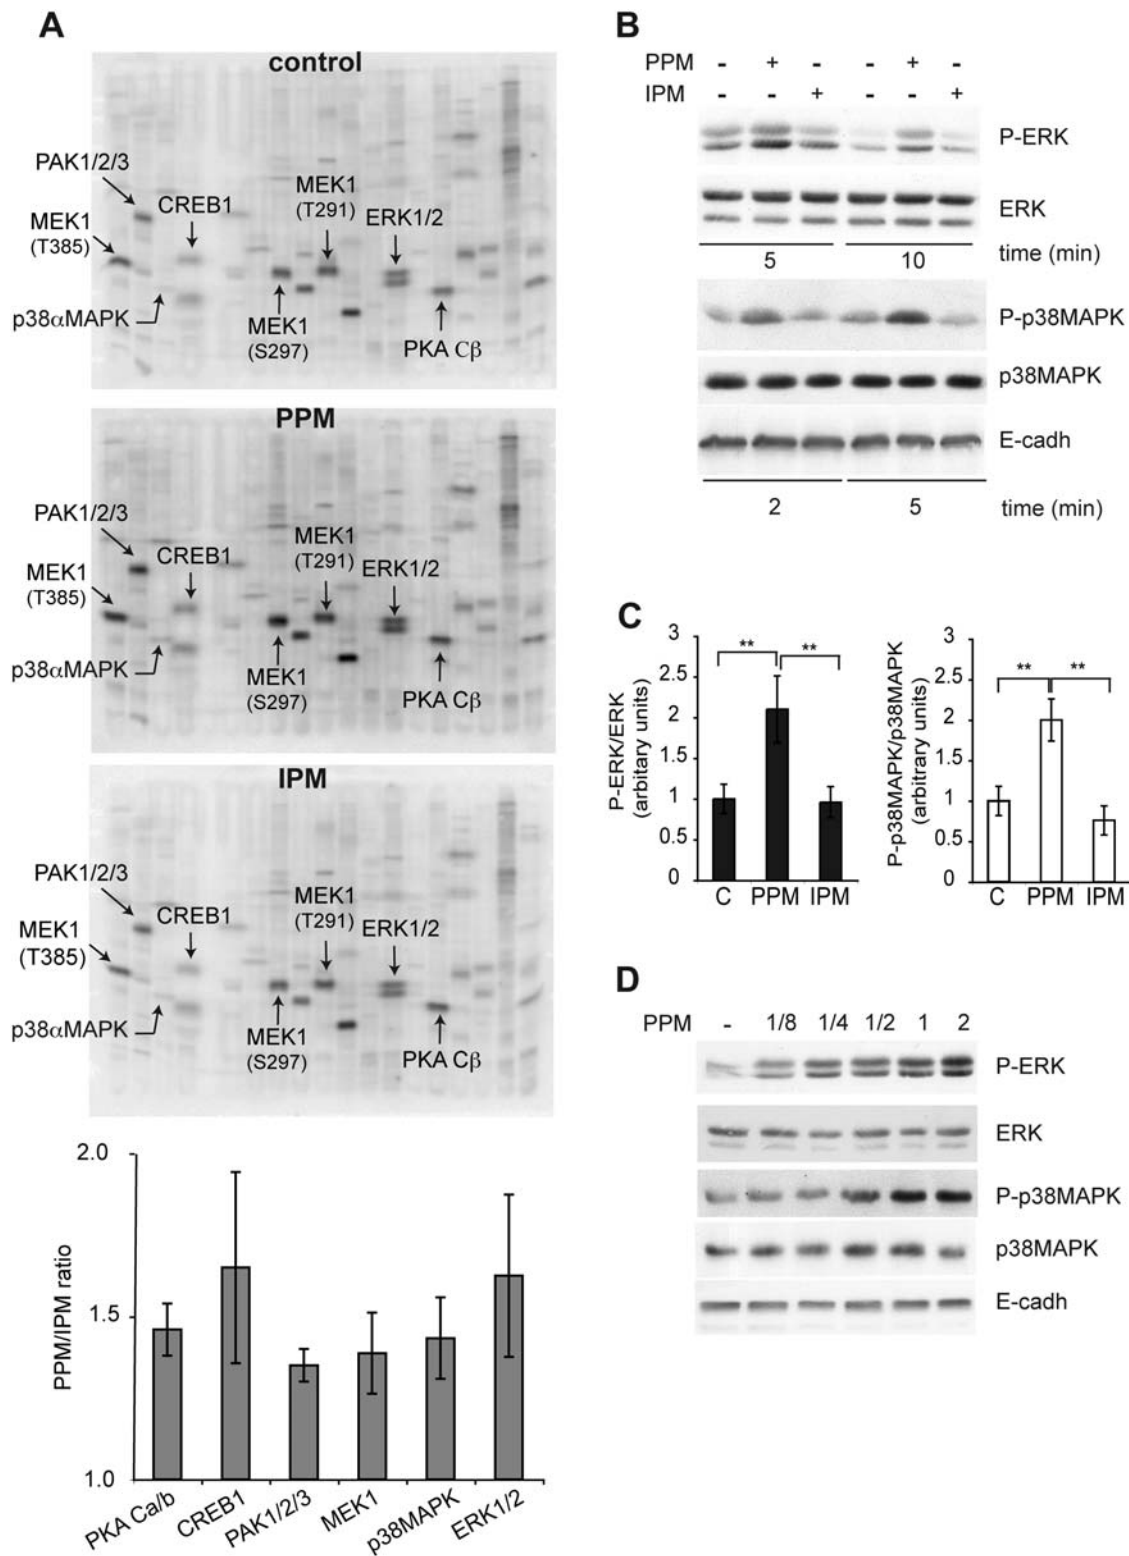 A
control
PAK1/2/3
MEK1
(T385)
CREB1
MEK1
(T291)
ERK1/2
p38αMAPK
MEK1
(S297)
PKA Cβ
PPM
PAK1/2/3
MEK1
(T385)
CREB1
MEK1
(T291)
ERK1/2
p38αMAPK
MEK1
(S297)
PKA Cβ
IPM
PAK1/2/3
MEK1
(T385)
CREB1
MEK1
(T291)
ERK1/2
p38αMAPK
MEK1
(S297)
PKA Cβ
2.0
1.5
1.0
PPM/IPM ratio
PKA Ca/b
CREB1
PAK1/2/3
MEK1
p38MAPK
ERK1/2
B
PPM - + - - + -
IPM - - + - - +
P-ERK
ERK
5 10 time (min)
P-p38MAPK
p38MAPK
E-cadh
2 5 time (min)
C
P-ERK/ERK
(arbitary units)
3
2.5
2
1.5
1
0.5
0
** **
C PPM IPM
P-p38MAPK/p38MAPK
(arbitrary units)
3
2.5
2
1.5
1
0.5
0
** **
C PPM IPM
D
PPM - 1/8 1/4 1/2 1 2
P-ERK
ERK
P-p38MAPK
p38MAPK
E-cadh